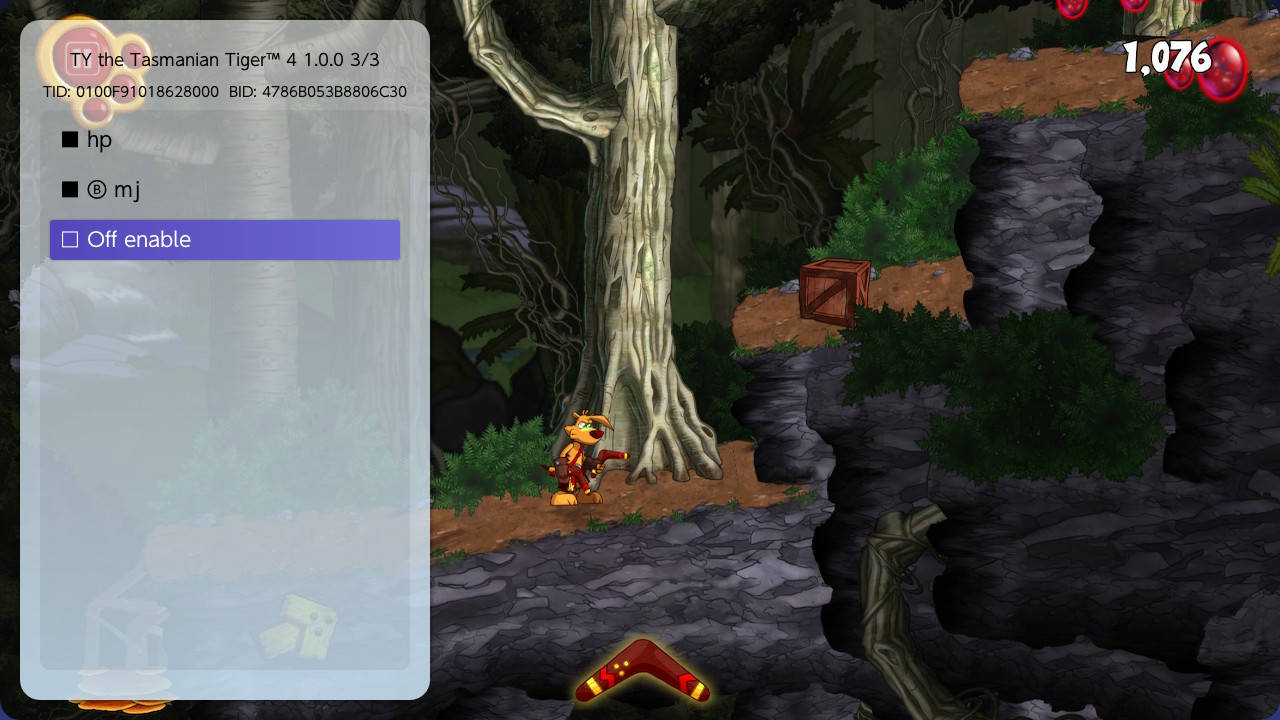 TY the Tasmanian Tiger™ 4 1.0.0 3/3
TID: 0100F91018628000 BID: 4786B053B8806C30
hp
Ⓑ mj
Off enable
1,076